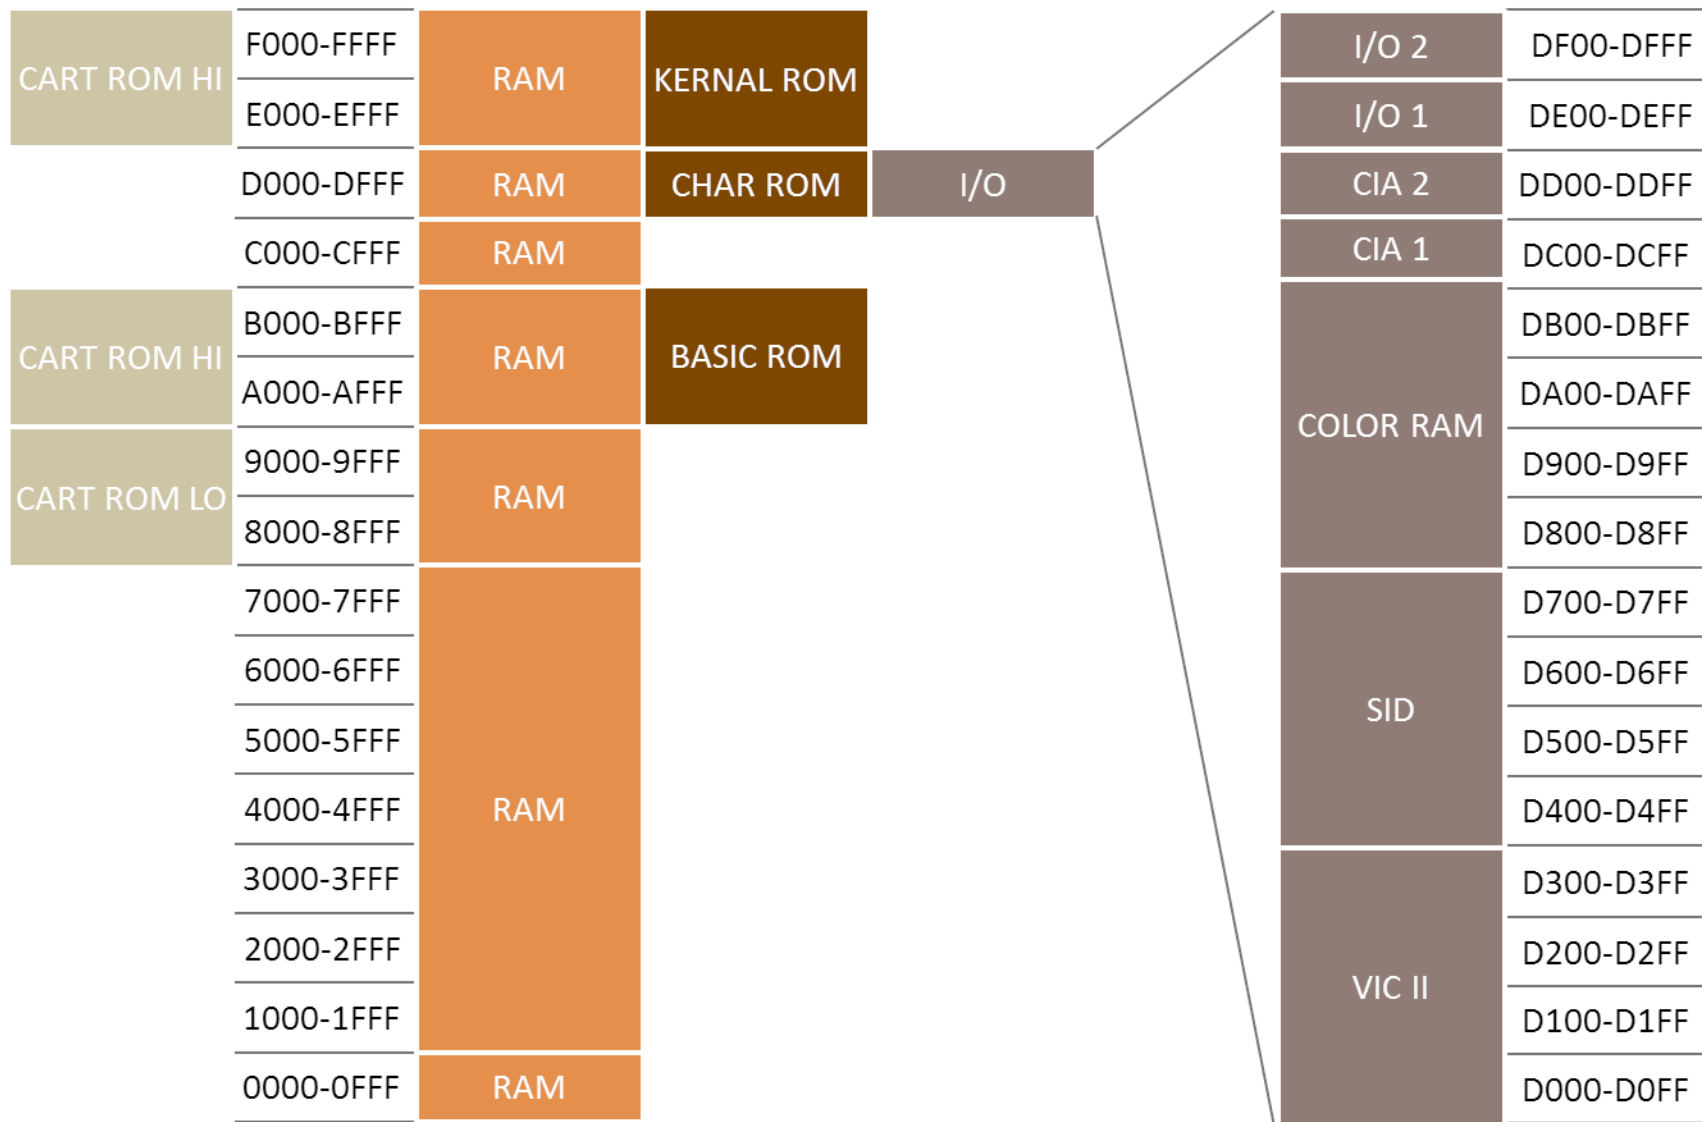 CART ROM HI
F000-FFFF
RAM
KERNAL ROM
E000-EFFF
D000-DFFF
RAM
CHAR ROM
I/O
C000-CFFF
RAM
CART ROM HI
B000-BFFF
RAM
BASIC ROM
A000-AFFF
CART ROM LO
9000-9FFF
RAM
8000-8FFF
7000-7FFF
6000-6FFF
5000-5FFF
4000-4FFF
RAM
3000-3FFF
2000-2FFF
1000-1FFF
0000-0FFF
RAM
I/O 2
DF00-DFFF
I/O 1
DE00-DEFF
CIA 2
DD00-DDFF
CIA 1
DC00-DCFF
COLOR RAM
DB00-DBFF
DA00-DAFF
D900-D9FF
D800-D8FF
SID
D700-D7FF
D600-D6FF
D500-D5FF
D400-D4FF
VIC II
D300-D3FF
D200-D2FF
D100-D1FF
D000-D0FF